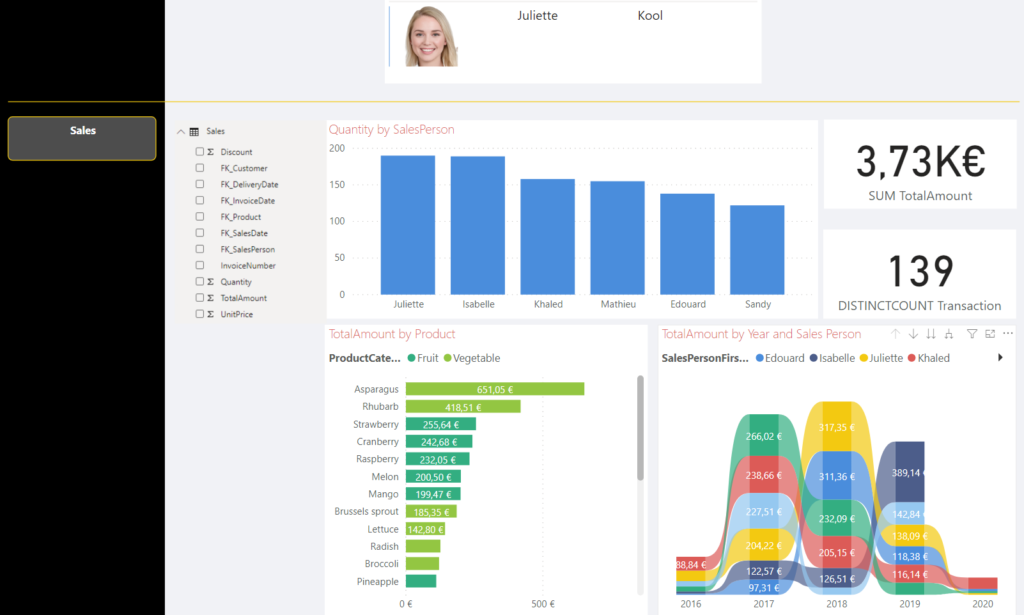 Juliette Kool
Sales
Sales
Discount
FK_Customer
FK_DeliveryDate
FK_InvoiceDate
FK_Product
FK_SalesDate
FK_SalesPerson
InvoiceNumber
Quantity
TotalAmount
UnitPrice
Quantity by SalesPerson
200
150
100
50
0
Juliette Isabelle Khaled Mathieu Edouard Sandy
3,73K€
SUM TotalAmount
139
DISTINCTCOUNT Transaction
TotalAmount by Product
ProductCate... Fruit Vegetable
Asparagus 651,05 €
Rhubarb 418,51 €
Strawberry 255,64 €
Cranberry 242,68 €
Raspberry 232,05 €
Melon 200,50 €
Mango 199,47 €
Brussels sprout 185,35 €
Lettuce 142,80 €
Radish
Broccoli
Pineapple
0 € 500 €
TotalAmount by Year and Sales Person
SalesPersonFirs... Edouard Isabelle Juliette Khaled
88,84 €
266,02 €
238,66 €
227,51 €
204,22 €
122,57 €
97,31 €
317,35 €
311,36 €
232,09 €
205,15 €
126,51 €
389,14
142,84
138,09 €
118,38 €
116,14 €
2016 2017 2018 2019 2020